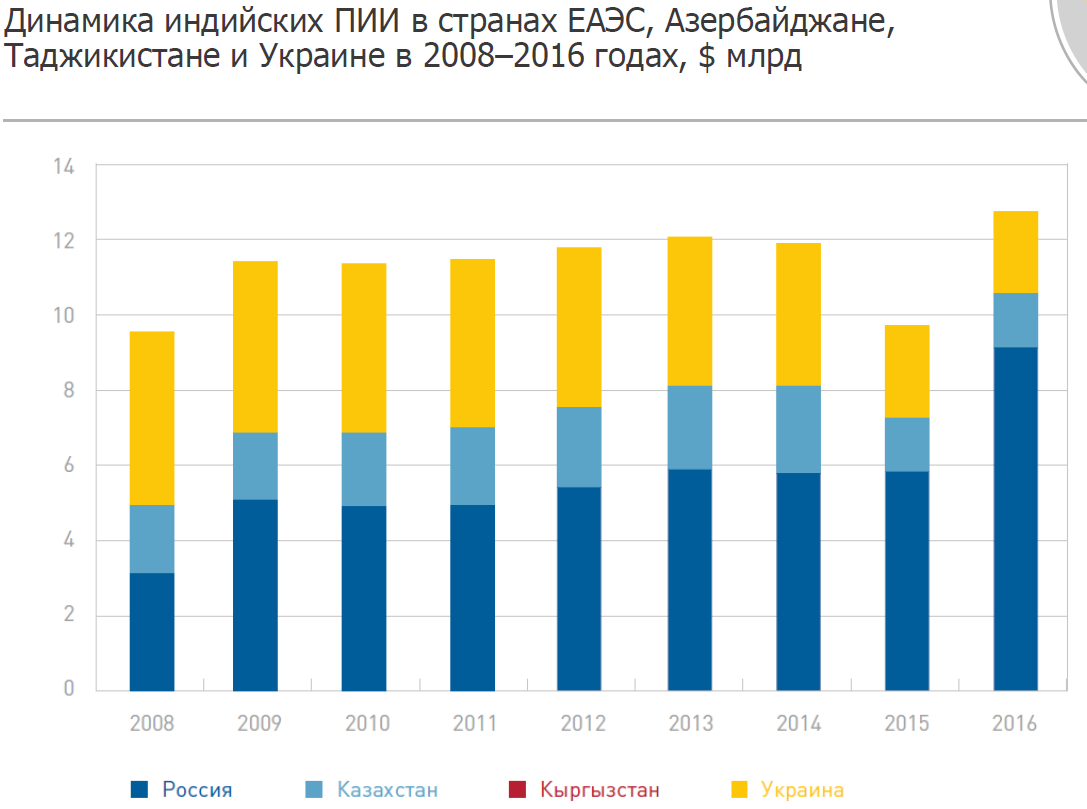 Динамика индийских ПИИ в странах ЕАЭС, Азербайджане,
Таджикистане и Украине в 2008–2016 годах, $ млрд
14
12
10
8
6
4
2
0
2008 2009 2010 2011 2012 2013 2014 2015 2016
Россия Казахстан Кыргызстан Украина